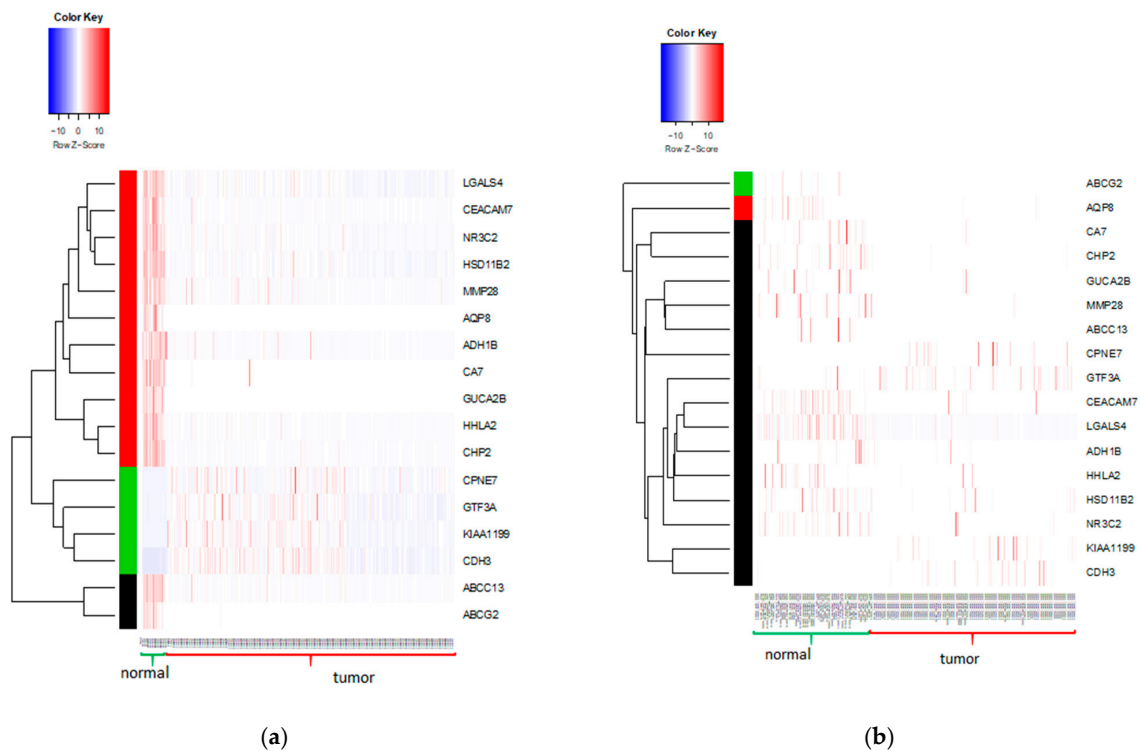 Color Key
-10 0 10
Row Z-Score
LGALS4
CEACAM7
NR3C2
HSD11B2
MMP28
AQP8
ADH1B
CA7
GUCA2B
HHLA2
CHP2
CPNE7
GTF3A
KIAA1199
CDH3
ABCC13
ABCG2
normal
tumor
(a)
Color Key
-10 10
Row Z-Score
ABCG2
AQP8
CA7
CHP2
GUCA2B
MMP28
ABCC13
CPNE7
GTF3A
CEACAM7
LGALS4
ADH1B
HHLA2
HSD11B2
NR3C2
KIAA1199
CDH3
normal
tumor
(b)